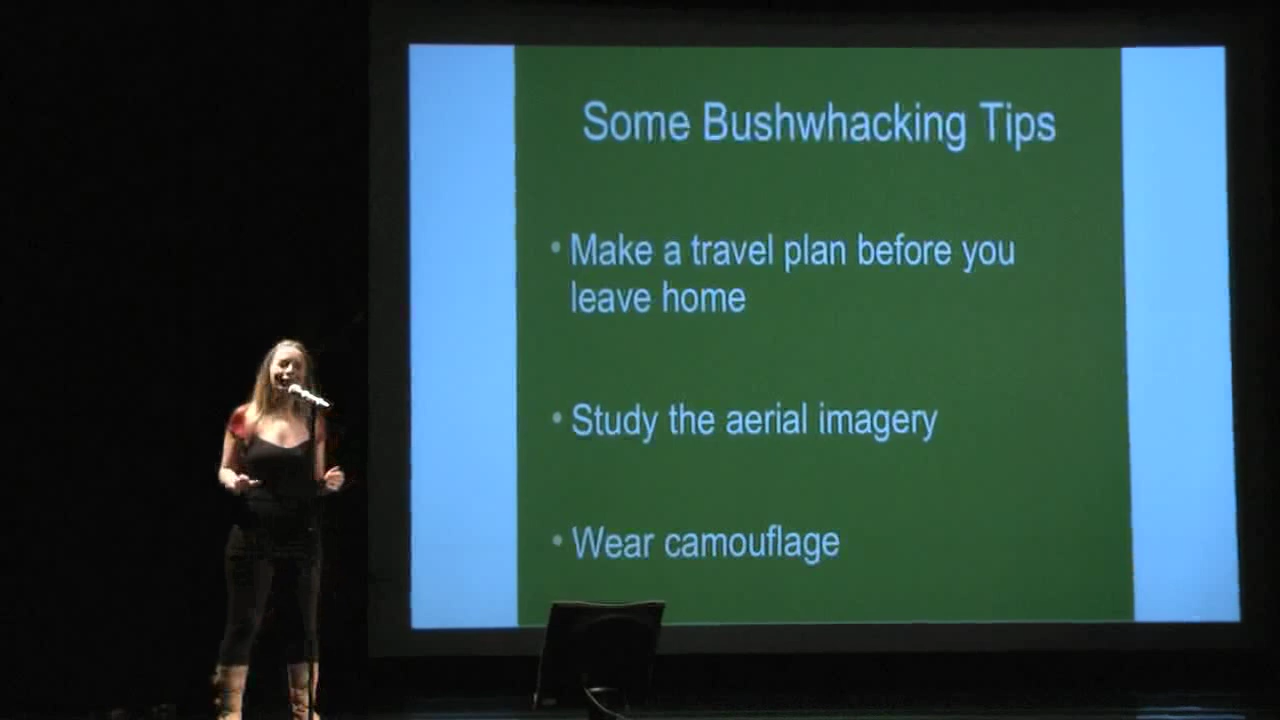 Some Bushwhacking Tips
• Make a travel plan before you
leave home
• Study the aerial imagery
• Wear camouflage